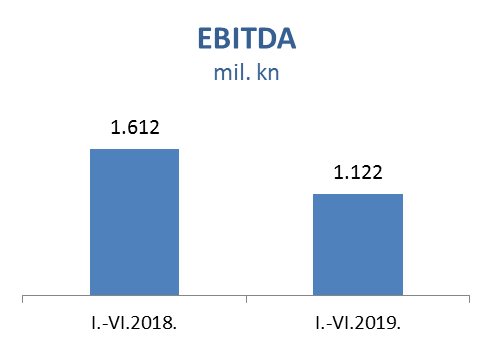 EBITDA
mil. kn
1.612
1.122
I.-VI.2018.
I.-VI.2019.